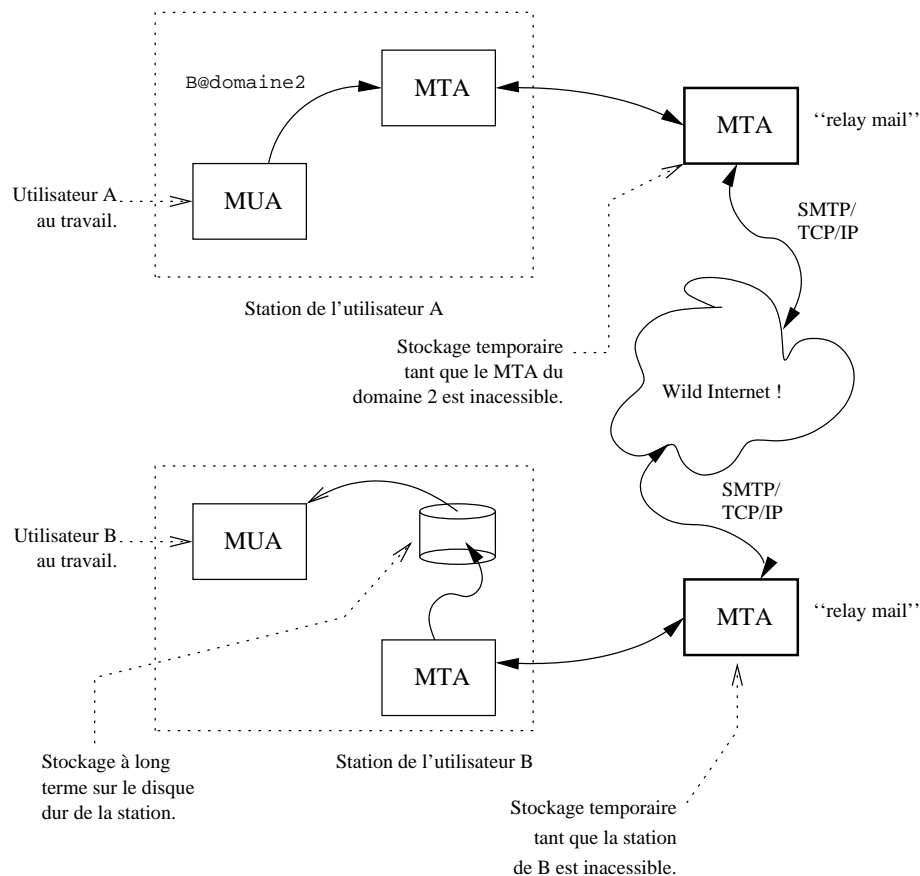 B@domaine2
MTA
MTA
‘‘relay mail’’
Utilisateur A
au travail.
MUA
SMTP/
TCP/IP
Station de l’utilisateur A
Stockage temporaire
tant que le MTA du
domaine 2 est inacessible.
Wild Internet !
SMTP/
TCP/IP
Utilisateur B
au travail.
MUA
MTA
‘‘relay mail’’
MTA
Stockage à long
terme sur le disque
dur de la station.
Station de l’utilisateur B
Stockage temporaire
tant que la station
de B est inacessible.